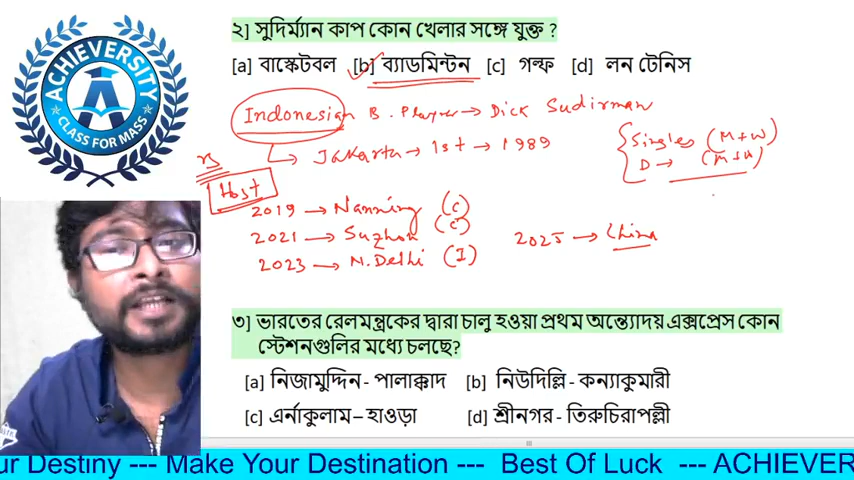 ACHIEVERSITY
CLASS FOR MASS
২] সুদির্ম্যান কাপ কোন খেলার সঙ্গে যুক্ত ?
[a] বাস্কেটবল [b] ব্যাডমিন্টন [c] গল্ফ [d] লন টেনিস
Indonesian B. Player → Dick Sudirman
Jakarta → 1st → 1989
Singles (M+W)
D → (M+W)
Host
2019 → Nanning (C)
2021 → Suzhou (C)
2023 → N. Delhi (I)
2025 → China
৩] ভারতের রেলমন্ত্রকের দ্বারা চালু হওয়া প্রথম অন্ত্যোদয় এক্সপ্রেস কোন
স্টেশনগুলির মধ্যে চলছে?
[a] নিজামুদ্দিন - পালাক্কাদ [b] নিউদিল্লি - কন্যাকুমারী
[c] এর্নাকুলাম – হাওড়া [d] শ্রীনগর - তিরুচিরাপল্লী
ur Destiny --- Make Your Destination --- Best Of Luck --- ACHIEVER